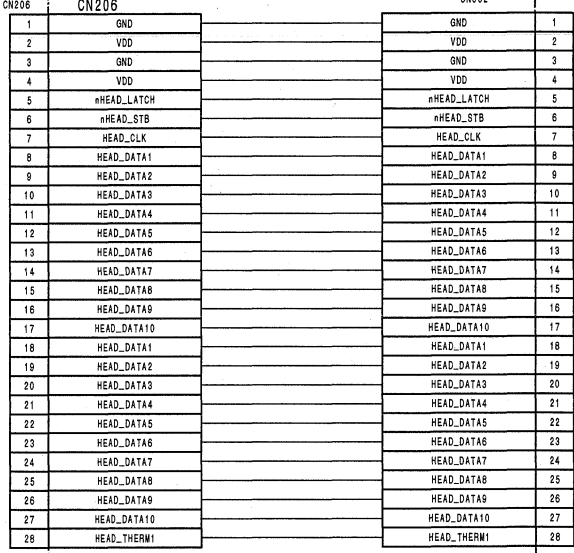 CN206 CN206
1 GND GND 1
2 VDD VDD 2
3 GND GND 3
4 VDD VDD 4
5 nHEAD_LATCH nHEAD_LATCH 5
6 nHEAD_STB nHEAD_STB 6
7 HEAD_CLK HEAD_CLK 7
8 HEAD_DATA1 HEAD_DATA1 8
9 HEAD_DATA2 HEAD_DATA2 9
10 HEAD_DATA3 HEAD_DATA3 10
11 HEAD_DATA4 HEAD_DATA4 11
12 HEAD_DATA5 HEAD_DATA5 12
13 HEAD_DATA6 HEAD_DATA6 13
14 HEAD_DATA7 HEAD_DATA7 14
15 HEAD_DATA8 HEAD_DATA8 15
16 HEAD_DATA9 HEAD_DATA9 16
17 HEAD_DATA10 HEAD_DATA10 17
18 HEAD_DATA1 HEAD_DATA1 18
19 HEAD_DATA2 HEAD_DATA2 19
20 HEAD_DATA3 HEAD_DATA3 20
21 HEAD_DATA4 HEAD_DATA4 21
22 HEAD_DATA5 HEAD_DATA5 22
23 HEAD_DATA6 HEAD_DATA6 23
24 HEAD_DATA7 HEAD_DATA7 24
25 HEAD_DATA8 HEAD_DATA8 25
26 HEAD_DATA9 HEAD_DATA9 26
27 HEAD_DATA10 HEAD_DATA10 27
28 HEAD_THERM1 HEAD_THERM1 28